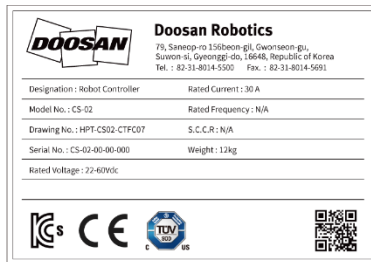 DOOSAN
Doosan Robotics
79, Saneop-ro 156beon-gil, Gwonseon-gu,
Suwon-si, Gyeonggi-do, 16648, Republic of Korea
Tel. : 82-31-8014-5500 Fax. : 82-31-8014-5691
Designation : Robot Controller Rated Current : 30 A
Model No. : CS-02 Rated Frequency : N/A
Drawing No. : HPT-CS02-CTFC07 S.C.C.R : N/A
Serial No. : CS-02-00-00-000 Weight : 12kg
Rated Voltage : 22-60Vdc
S CE TÜV
C US